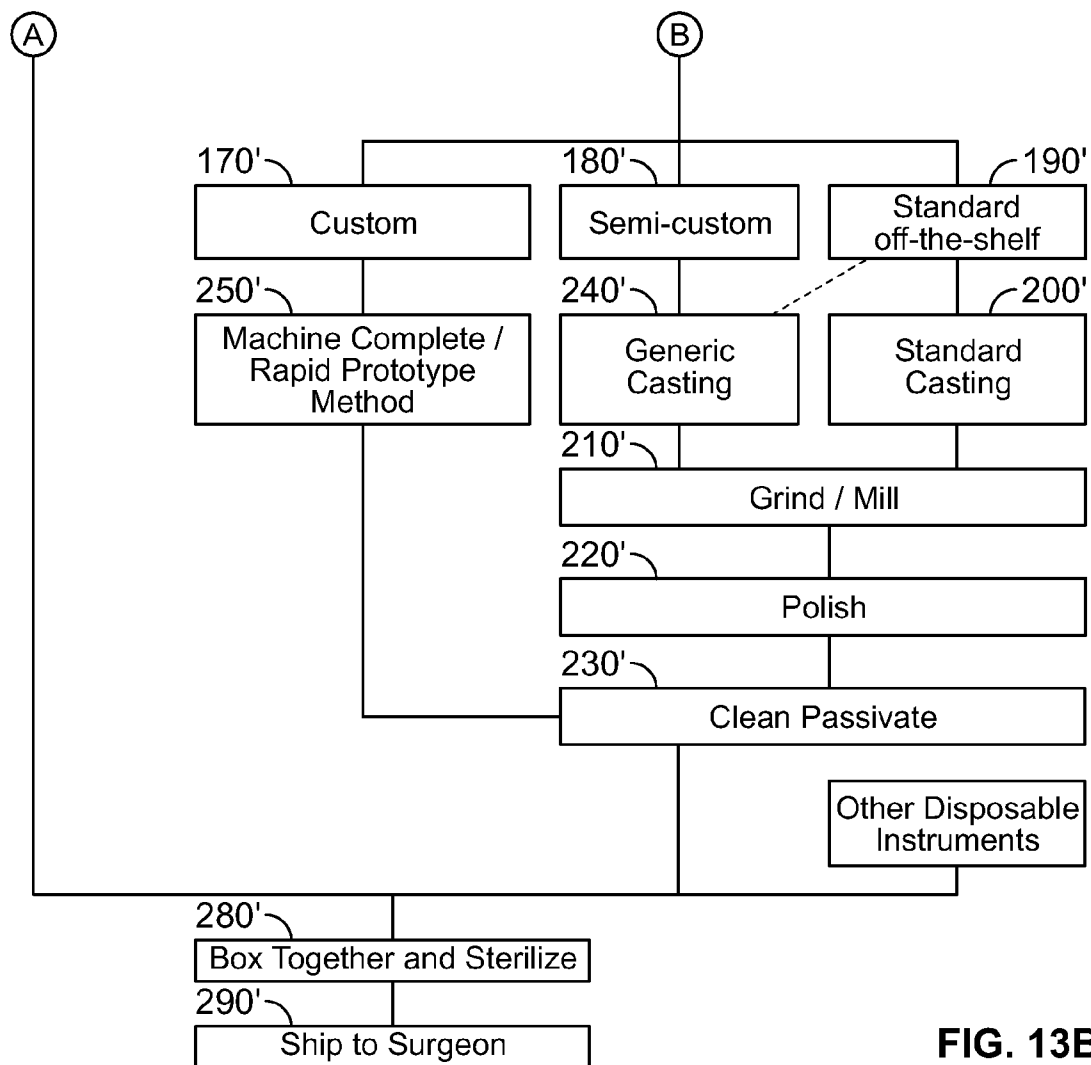 A
B
170'
180'
190'
Custom
Semi-custom
Standard
off-the-shelf
250'
240'
200'
Machine Complete /
Rapid Prototype
Method
Generic
Casting
Standard
Casting
210'
Grind / Mill
220'
Polish
230'
Clean Passivate
Other Disposable
Instruments
280'
Box Together and Sterilize
290'
Ship to Surgeon
FIG. 13B